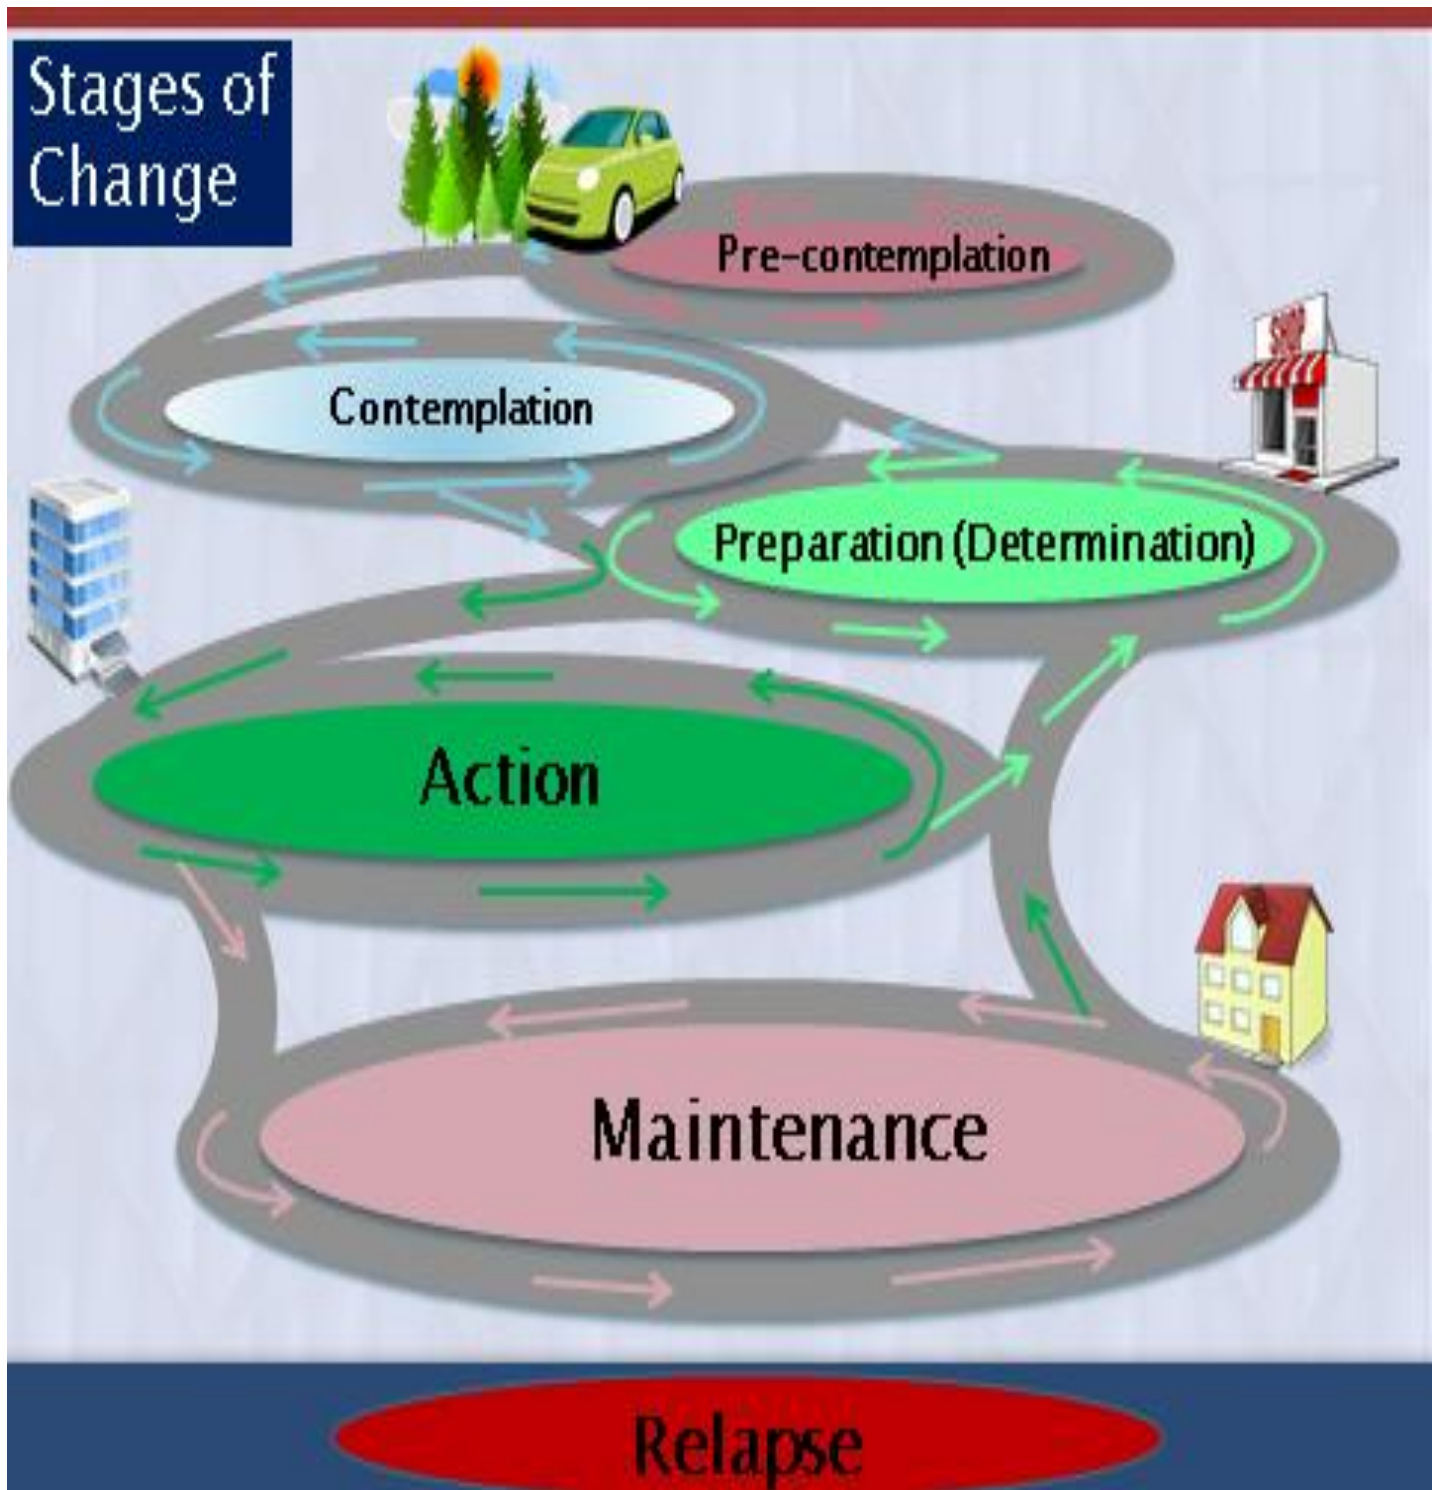 Stages of
Change
Pre-contemplation
Contemplation
Preparation (Determination)
Action
Maintenance
Relapse